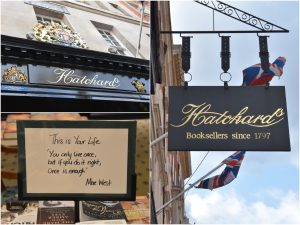 Hatchards
Hatchards
Booksellers since 1797
This is Your Life
"You only live once,
but if you do it right,
Once is enough"
Mae West